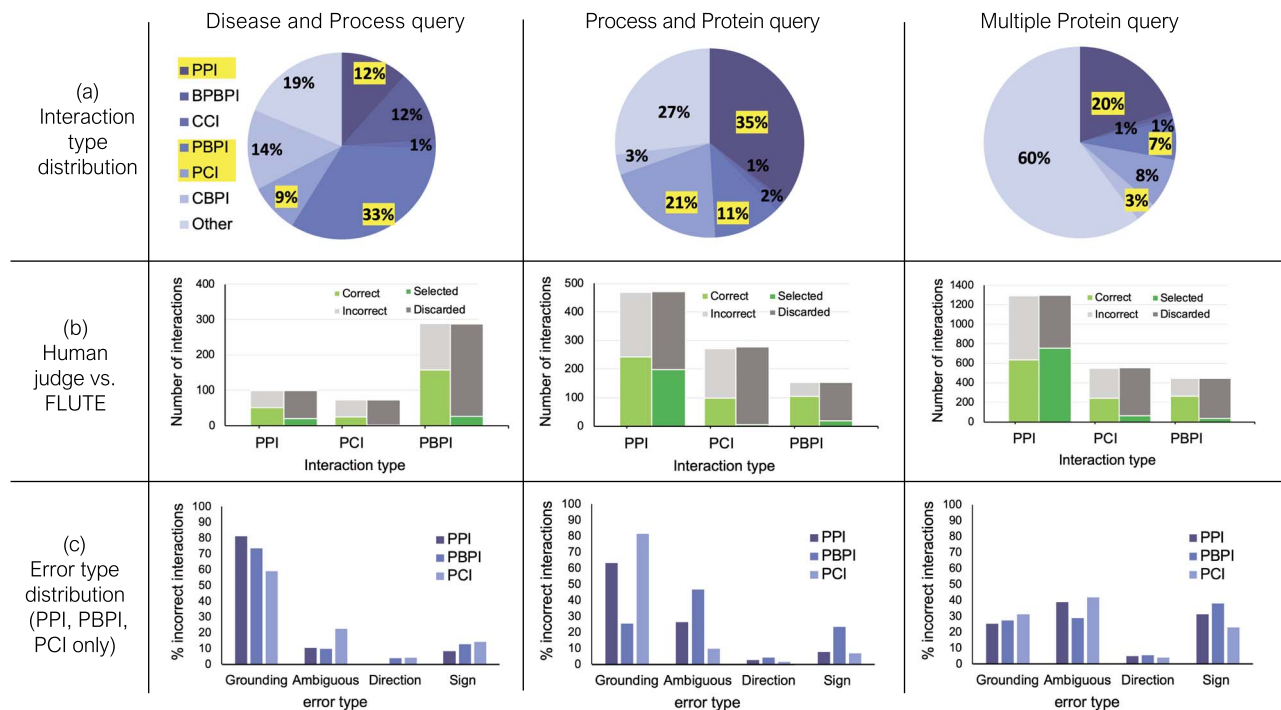 Disease and Process query
Process and Protein query
Multiple Protein query
(a)
Interaction
type
distribution
PPI
BPBPI
CCI
PBPI
PCI
CBPI
Other
12%
12%
1%
33%
9%
14%
19%
35%
1%
2%
11%
21%
3%
27%
20%
1%
1%
7%
8%
3%
60%
(b)
Human
judge vs.
FLUTE
Number of interactions
400
300
200
100
0
Correct
Selected
Incorrect
Discarded
PPI
PCI
PBPI
Interaction type
Number of interactions
500
400
300
200
100
0
Correct
Selected
Incorrect
Discarded
PPI
PCI
PBPI
Interaction type
Number of interactions
1400
1200
1000
800
600
400
200
0
Correct
Selected
Incorrect
Discarded
PPI
PCI
PBPI
Interaction type
(c)
Error type
distribution
(PPI, PBPI,
PCI only)
% incorrect interactions
100
90
80
70
60
50
40
30
20
10
0
PPI
PBPI
PCI
Grounding Ambiguous Direction Sign
error type
% incorrect interactions
100
90
80
70
60
50
40
30
20
10
0
PPI
PBPI
PCI
Grounding Ambiguous Direction Sign
error type
% incorrect interactions
100
90
80
70
60
50
40
30
20
10
0
PPI
PBPI
PCI
Grounding Ambiguous Direction Sign
error type